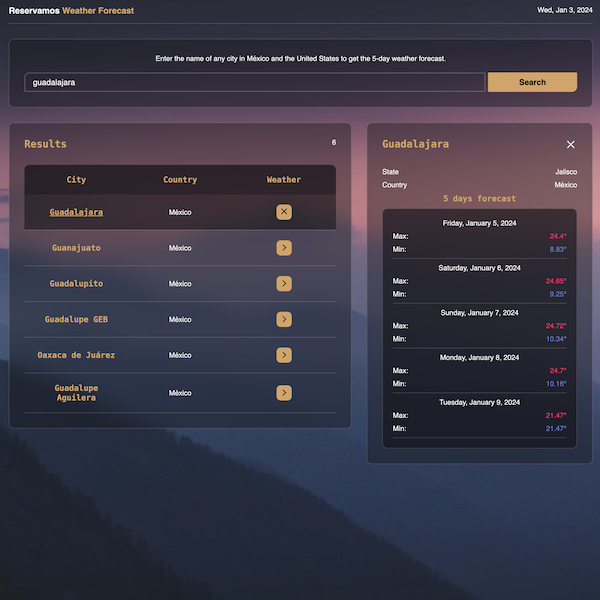 Reservamos Weather Forecast
Wed, Jan 3, 2024
Enter the name of any city in México and the United States to get the 5-day weather forecast.
guadalajara
Search
Results
6
City Country Weather
Guadalajara México
Guanajuato México
Guadalupito México
Guadalupe GEB México
Oaxaca de Juárez México
Guadalupe
Aguilera
México
Guadalajara
State Jalisco
Country México
5 days forecast
Friday, January 5, 2024
Max: 24.4°
Min: 8.83°
Saturday, January 6, 2024
Max: 24.65°
Min: 9.25°
Sunday, January 7, 2024
Max: 24.72°
Min: 10.34°
Monday, January 8, 2024
Max: 24.7°
Min: 10.16°
Tuesday, January 9, 2024
Max: 21.47°
Min: 21.47°